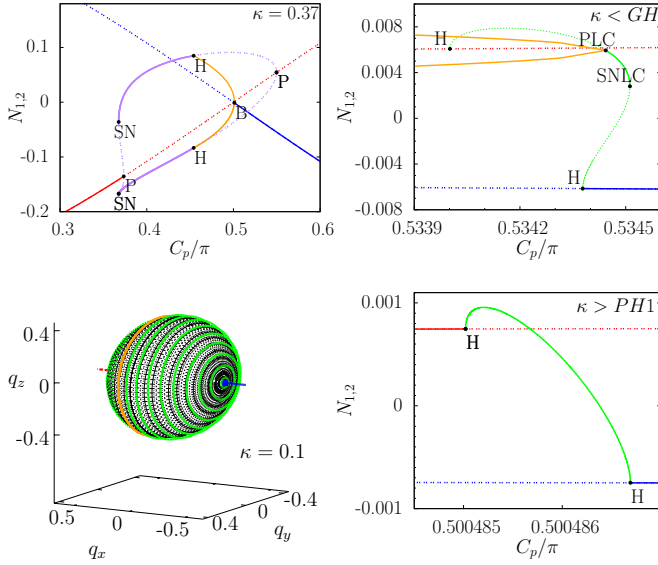 κ = 0.37
0.1
0
-0.1
-0.2
N1,2
H
B
P
SN
H
P
SN
0.3 0.4 0.5 0.6
Cp/π
κ < GH
0.012
0.008
0.004
0
-0.004
-0.008
N1,2
H
PLC
SNLC
H
0.5339 0.5342 0.5345
Cp/π
0.4
0
-0.4
qz
κ = 0.1
0.5 0 -0.5
qx
0.4 0 -0.4
qy
κ > PH1
0.001
0
-0.001
N1,2
H
H
0.500485 0.500486
Cp/π